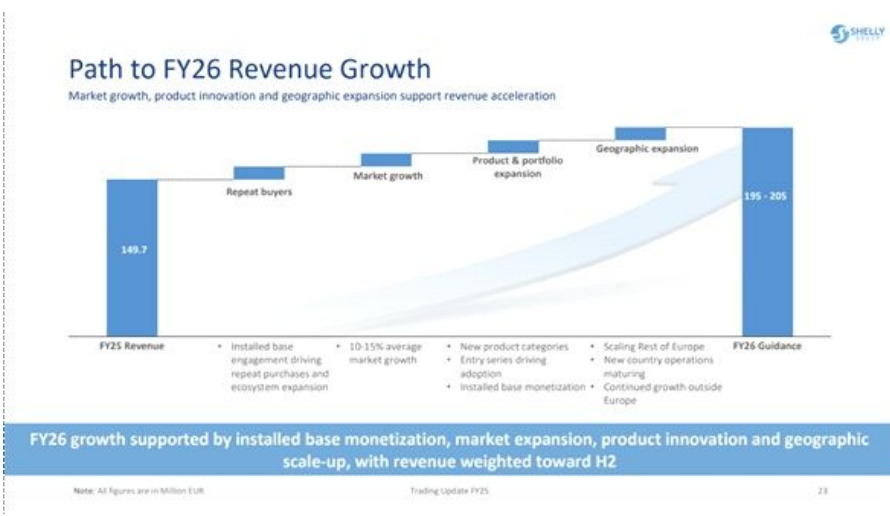 SHELLY
GROUP
Path to FY26 Revenue Growth
Market growth, product innovation and geographic expansion support revenue acceleration
149.7
Repeat buyers
Market growth
Product & portfolio
expansion
Geographic expansion
195 - 205
FY25 Revenue
• Installed base
engagement driving
repeat purchases and
ecosystem expansion
• 10-15% average
market growth
• New product categories
• Entry series driving
adoption
• Installed base monetization
• Scaling Rest of Europe
• New country operations
maturing
• Continued growth outside
Europe
FY26 Guidance
FY26 growth supported by installed base monetization, market expansion, product innovation and geographic
scale-up, with revenue weighted toward H2
Note: All figures are in Million EUR
Trading Update FY25
23